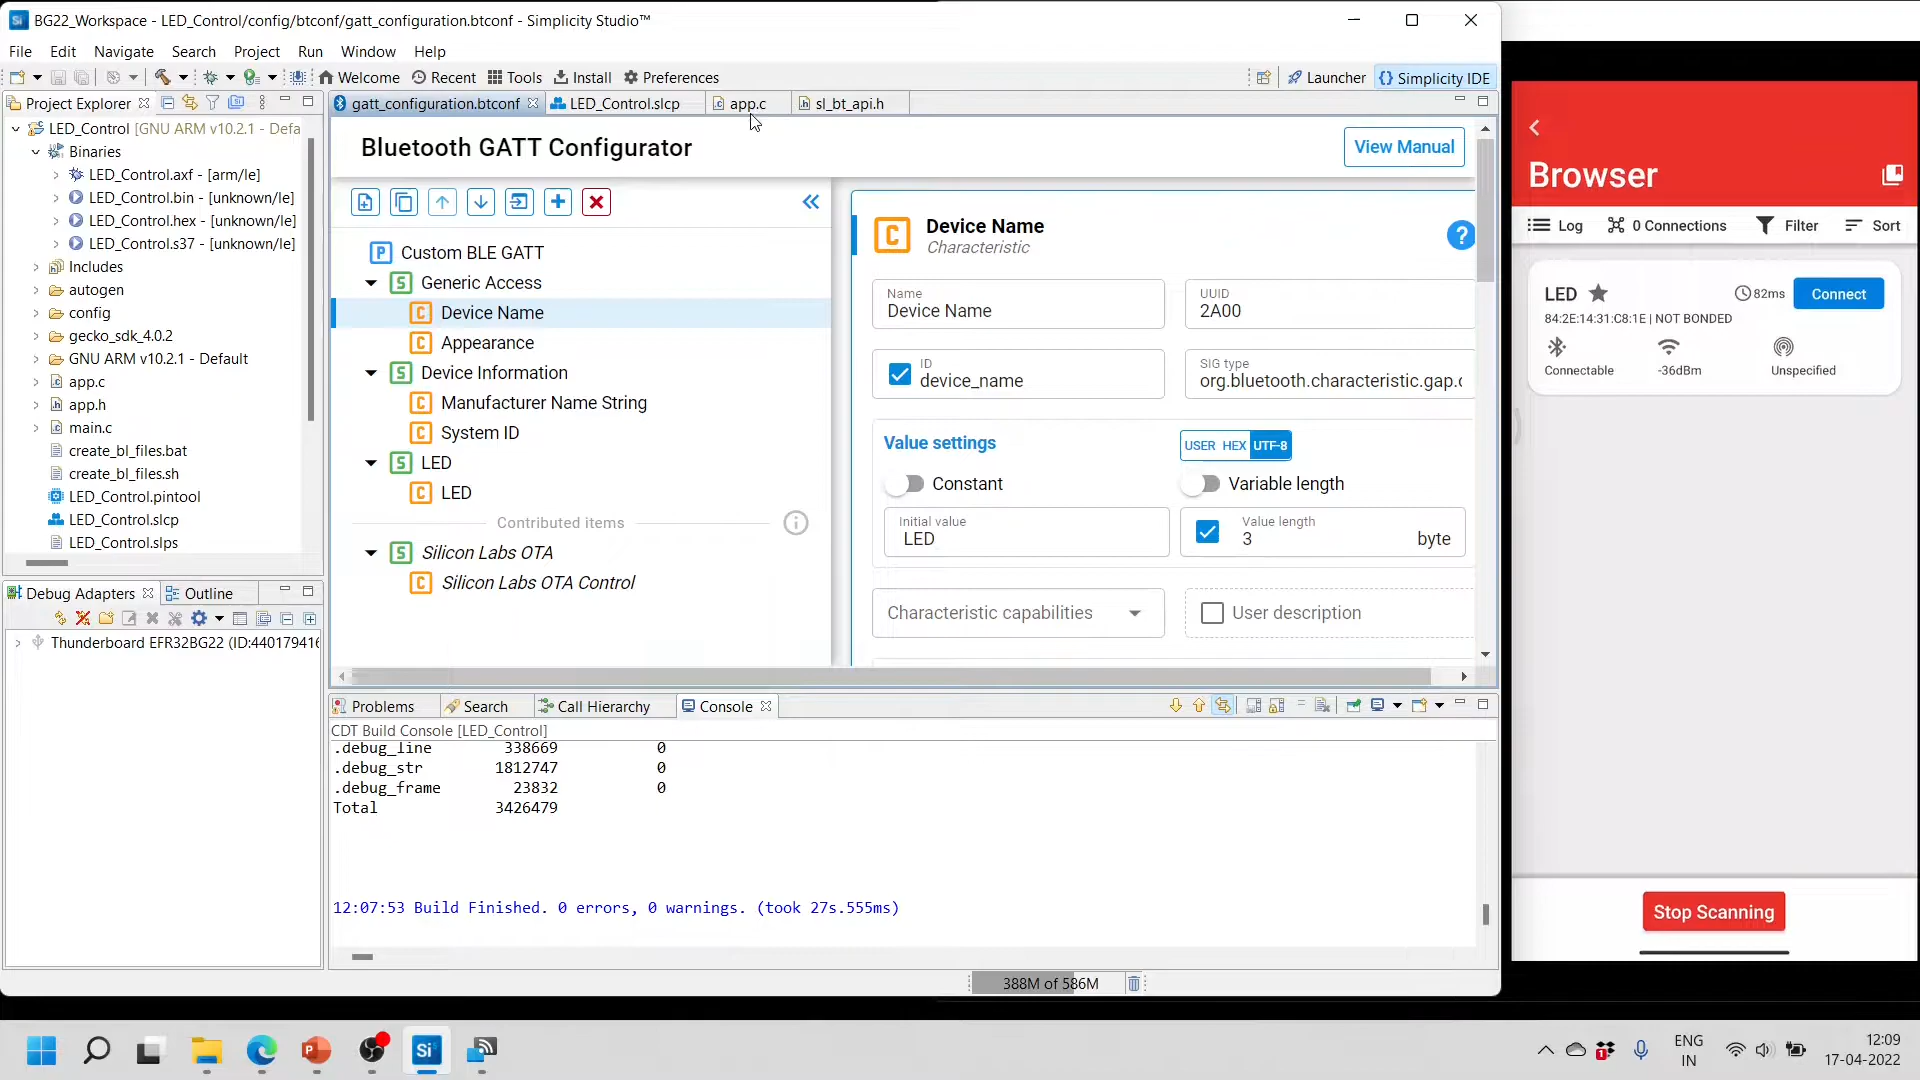 BG22_Workspace - LED_Control/config/btconf/gatt_configuration.btconf - Simplicity Studio™
File Edit Navigate Search Project Run Window Help
Welcome Recent Tools Install Preferences Launcher {} Simplicity IDE
Project Explorer
LED_Control [GNU ARM v10.2.1 - Defa
Binaries
LED_Control.axf - [arm/le]
LED_Control.bin - [unknown/le]
LED_Control.hex - [unknown/le]
LED_Control.s37 - [unknown/le]
Includes
autogen
config
gecko_sdk_4.0.2
GNU ARM v10.2.1 - Default
app.c
app.h
main.c
create_bl_files.bat
create_bl_files.sh
LED_Control.pintool
LED_Control.slcp
LED_Control.slps
Debug Adapters Outline
Thunderboard EFR32BG22 (ID:44017941
gatt_configuration.btconf LED_Control.slcp app.c sl_bt_api.h
Bluetooth GATT Configurator
View Manual
P Custom BLE GATT
S Generic Access
C Device Name
C Appearance
S Device Information
C Manufacturer Name String
C System ID
S LED
C LED
Contributed items
S Silicon Labs OTA
C Silicon Labs OTA Control
C Device Name
Characteristic
?
Name
Device Name
UUID
2A00
ID
device_name
SIG type
org.bluetooth.characteristic.gap.
Value settings
USER HEX UTF-8
Constant
Variable length
Initial value
LED
Value length
3 byte
Characteristic capabilities
User description
Problems Search Call Hierarchy Console
CDT Build Console [LED_Control]
.debug_line 338669 0
.debug_str 1812747 0
.debug_frame 23832 0
Total 3426479
12:07:53 Build Finished. 0 errors, 0 warnings. (took 27s.555ms)
388M of 586M
Browser
Log 0 Connections Filter Sort
LED 82ms Connect
84:2E:14:31:C8:1E | NOT BONDED
Connectable -36dBm Unspecified
Stop Scanning
Si
ENG
IN
12:09
17-04-2022